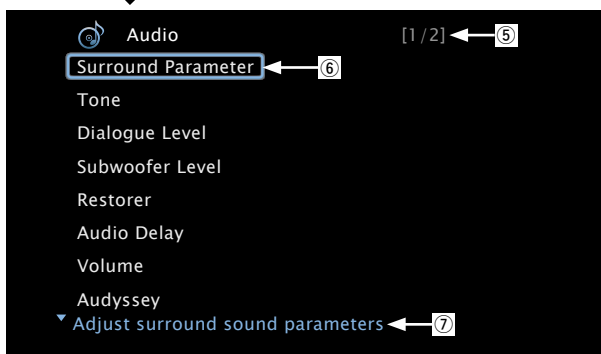 Audio [1/2] ⑤
Surround Parameter ⑥
Tone
Dialogue Level
Subwoofer Level
Restorer
Audio Delay
Volume
Audyssey
Adjust surround sound parameters ⑦